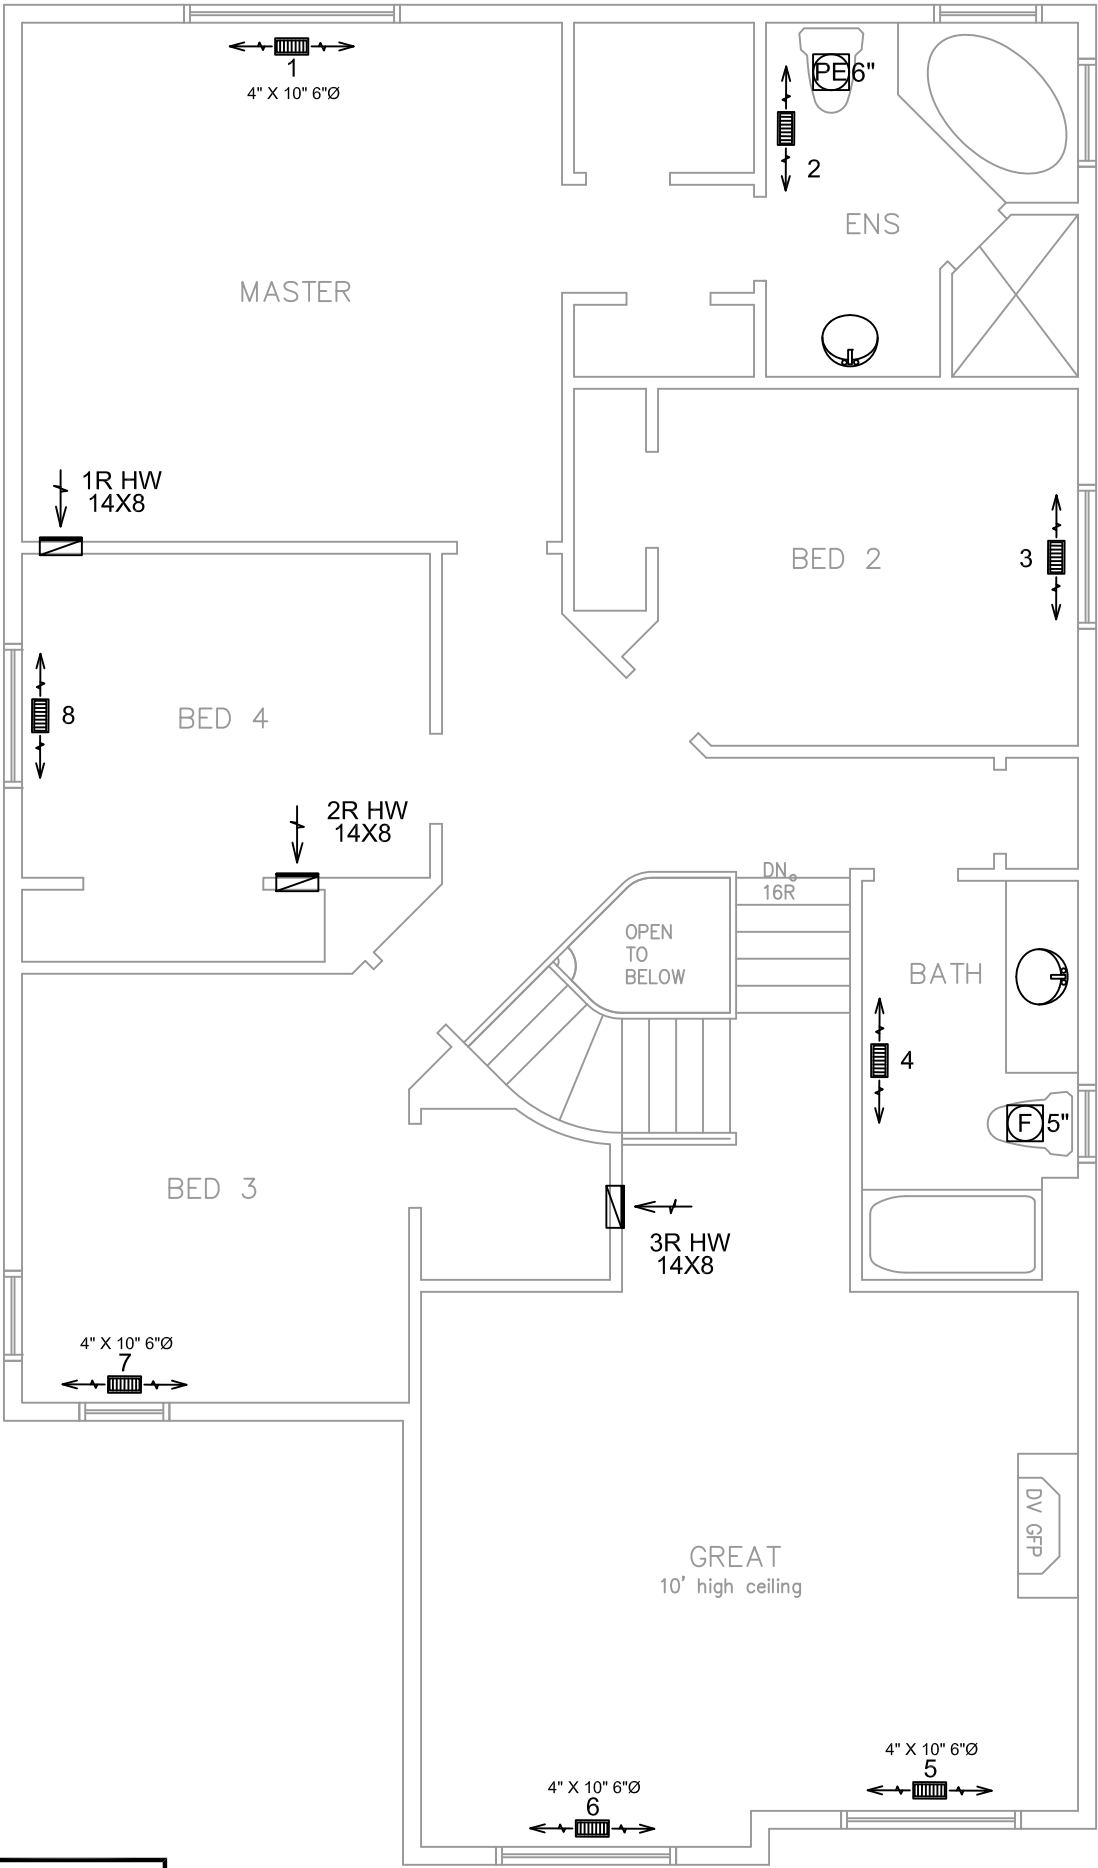 1
4" X 10" 6"Ø
PE 6"
2
ENS
MASTER
1R HW
14X8
BED 2
3
8
BED 4
2R HW
14X8
DN.
16R
OPEN
TO
BELOW
BATH
4
F 5"
BED 3
3R HW
14X8
4" X 10" 6"Ø
7
DV GFP
GREAT
10' high ceiling
4" X 10" 6"Ø
5
4" X 10" 6"Ø
6